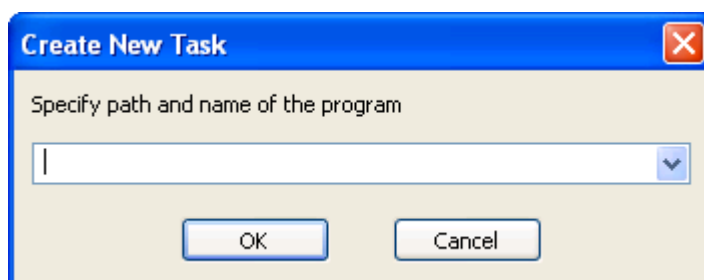 Create New Task
Specify path and name of the program
OK
Cancel